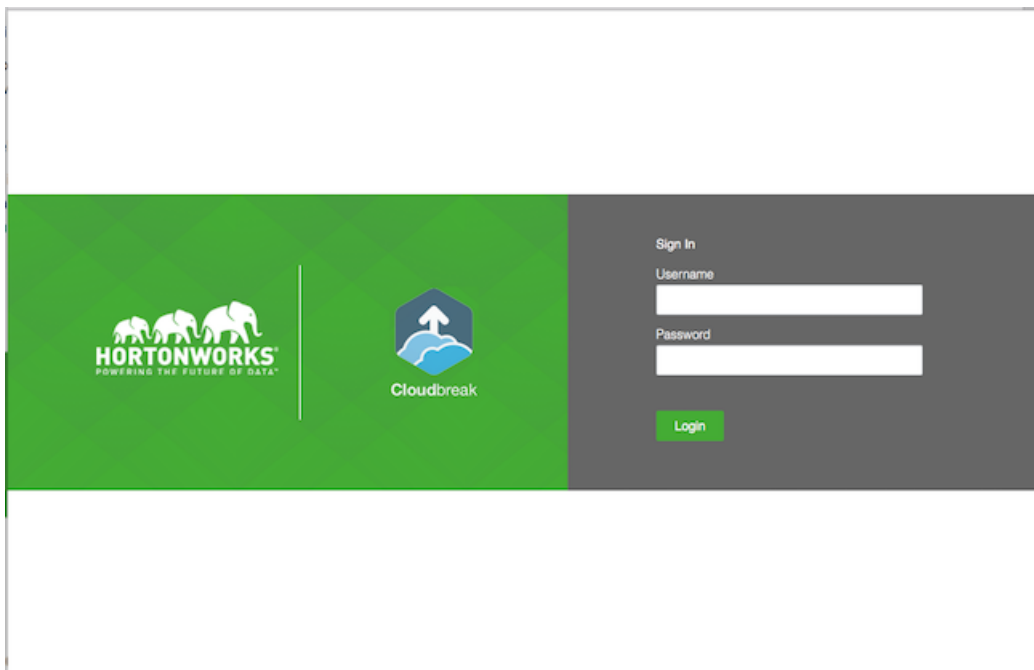 HORTONWORKS®
POWERING THE FUTURE OF DATA™
Cloudbreak
Sign In
Username
Password
Login